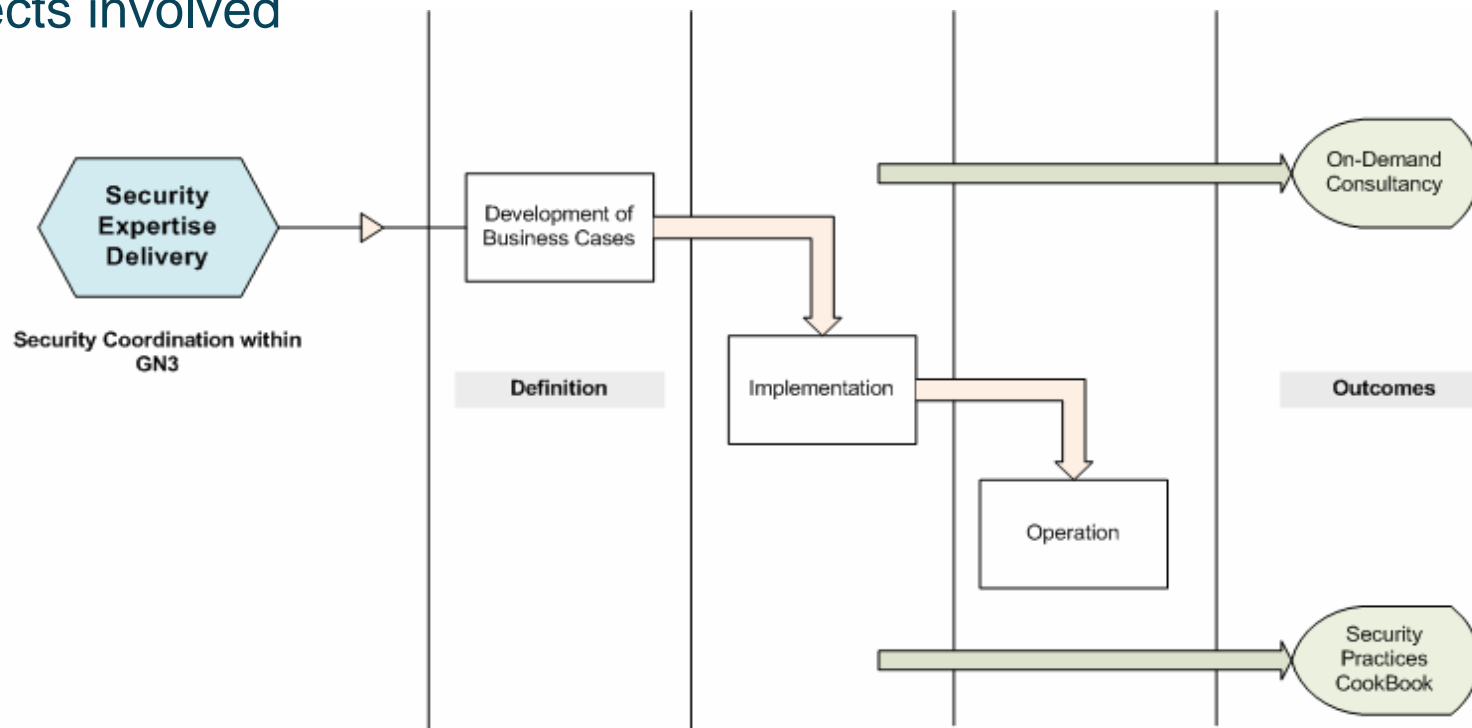 ects involved
Security
Expertise
Delivery
Security Coordination within
GN3
Development of
Business Cases
Definition
Implementation
Operation
On-Demand
Consultancy
Outcomes
Security
Practices
CookBook